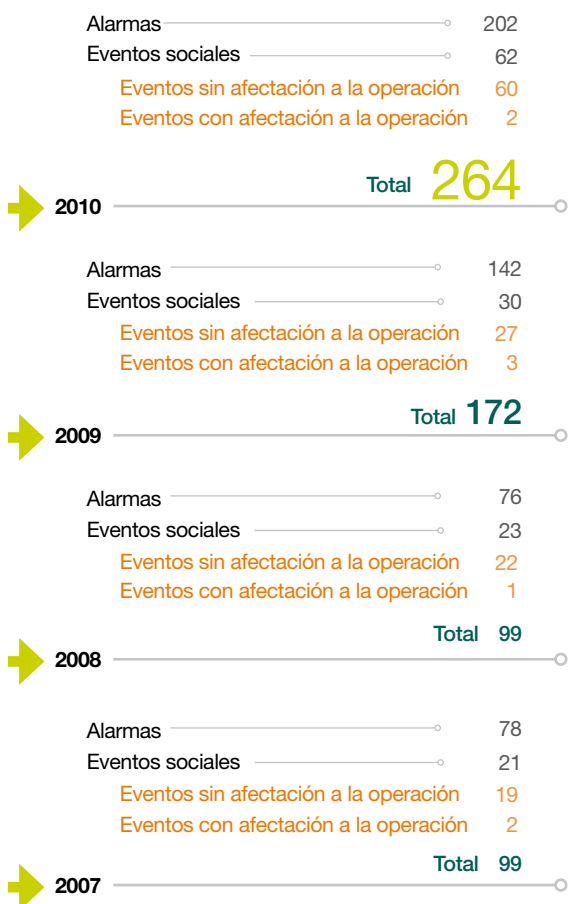 Alarmas 202
Eventos sociales 62
Eventos sin afectación a la operación 60
Eventos con afectación a la operación 2
Total 264
2010
Alarmas 142
Eventos sociales 30
Eventos sin afectación a la operación 27
Eventos con afectación a la operación 3
Total 172
2009
Alarmas 76
Eventos sociales 23
Eventos sin afectación a la operación 22
Eventos con afectación a la operación 1
Total 99
2008
Alarmas 78
Eventos sociales 21
Eventos sin afectación a la operación 19
Eventos con afectación a la operación 2
Total 99
2007